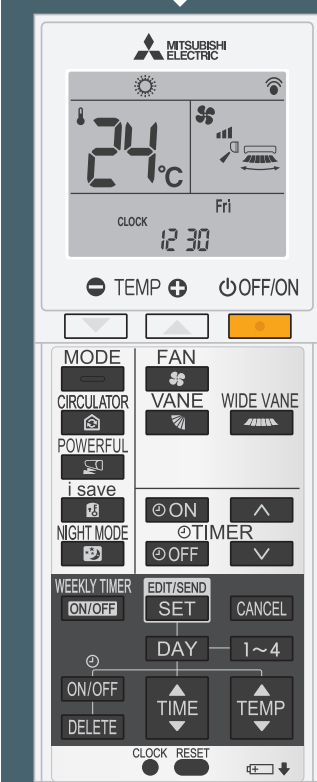 MITSUBISHI
ELECTRIC
24°C
Fri
CLOCK
12 30
TEMP OFF/ON
MODE FAN
CIRCULATOR VANE WIDE VANE
POWERFUL
i save
ON
NIGHT MODE TIMER
OFF
WEEKLY TIMER EDIT/SEND
ON/OFF SET CANCEL
DAY 1~4
ON/OFF TIME TEMP
DELETE
CLOCK RESET